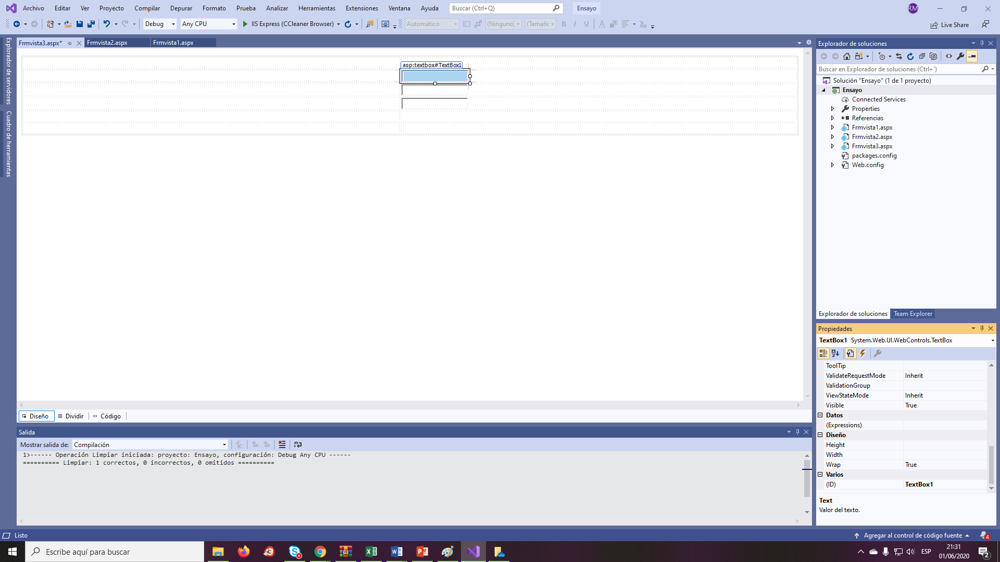 Archivo Editar Ver Proyecto Compilar Depurar Formato Prueba Analizar Herramientas Extensiones Ventana Ayuda Buscar (Ctrl+Q) Ensayo RM
Debug Any CPU IIS Express (CCleaner Browser) Automático (Ninguno) (Tamañc B I U A Live Share
Explorador de servidores
Cuadro de herramientas
Frmvista3.aspx* Frmvista2.aspx Frmvista1.aspx
asp:textbox#TextBox1
Diseño Dividir Código
Salida
Mostrar salida de: Compilación
1>------ Operación Limpiar iniciada: proyecto: Ensayo, configuración: Debug Any CPU ------
========== Limpiar: 1 correctos, 0 incorrectos, 0 omitidos ==========
Explorador de soluciones
Buscar en Explorador de soluciones (Ctrl+`)
Solución "Ensayo" (1 de 1 proyecto)
Ensayo
Connected Services
Properties
Referencias
Frmvista1.aspx
Frmvista2.aspx
Frmvista3.aspx
packages.config
Web.config
Explorador de soluciones Team Explorer
Propiedades
TextBox1 System.Web.UI.WebControls.TextBox
ToolTip
ValidateRequestMode Inherit
ValidationGroup
ViewStateMode Inherit
Visible True
Datos
(Expressions)
Diseño
Height
Width
Wrap True
Varios
(ID) TextBox1
Text
Valor del texto.
Listo Agregar al control de código fuente 4
Escribe aquí para buscar ESP 21:31 01/06/2020 2